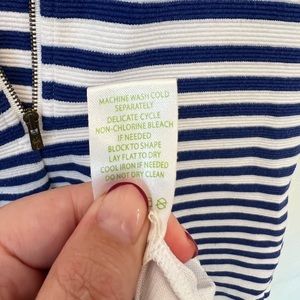 MACHINE WASH COLD
SEPARATELY
DELICATE CYCLE
NON-CHLORINE BLEACH
IF NEEDED
BLOCK TO SHAPE
LAY FLAT TO DRY
COOL IRON IF NEEDED
DO NOT DRY CLEAN